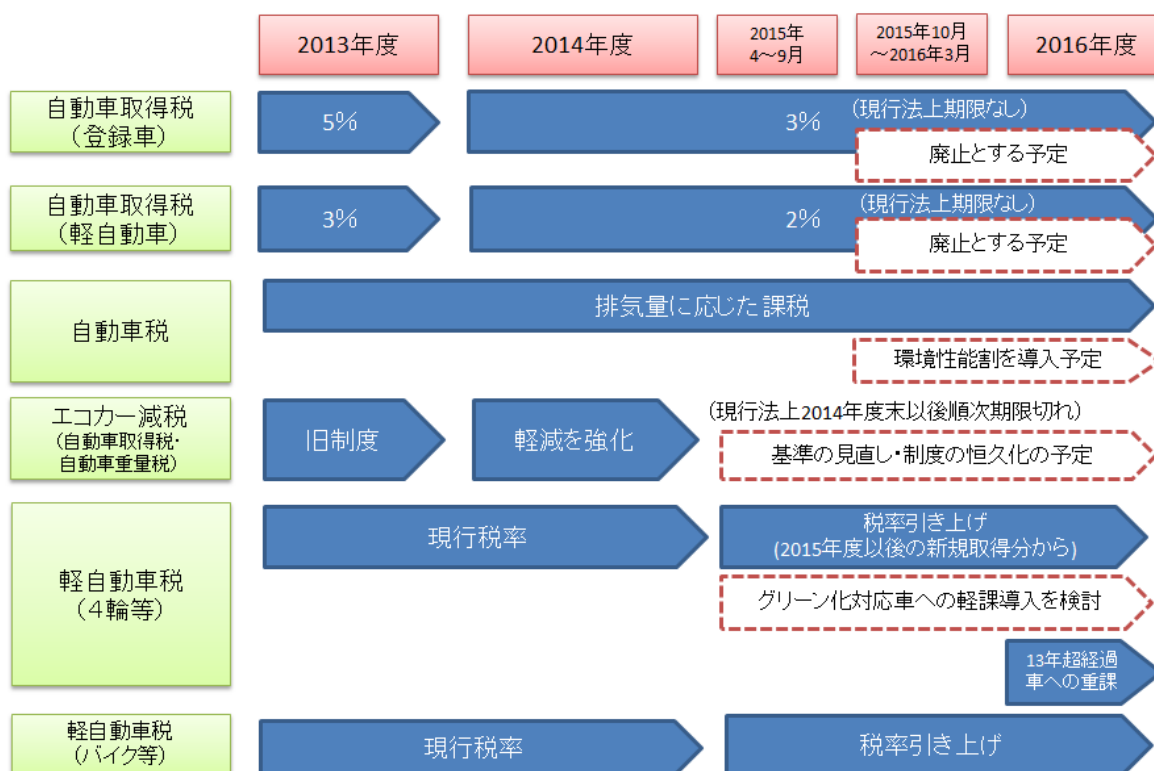 2013年度
2014年度
2015年
4～9月
2015年10月
～2016年3月
2016年度
自動車取得税
（登録車）
5%
3%
(現行法上期限なし)
廃止とする予定
自動車取得税
（軽自動車）
3%
2%
(現行法上期限なし)
廃止とする予定
自動車税
排気量に応じた課税
環境性能割を導入予定
エコカー減税
(自動車取得税・
自動車重量税)
旧制度
軽減を強化
(現行法上2014年度末以後順次期限切れ)
基準の見直し・制度の恒久化の予定
軽自動車税
（４輪等）
現行税率
税率引き上げ
(2015年度以後の新規取得分から)
グリーン化対応車への軽課導入を検討
13年超経過
車への重課
軽自動車税
（バイク等）
現行税率
税率引き上げ